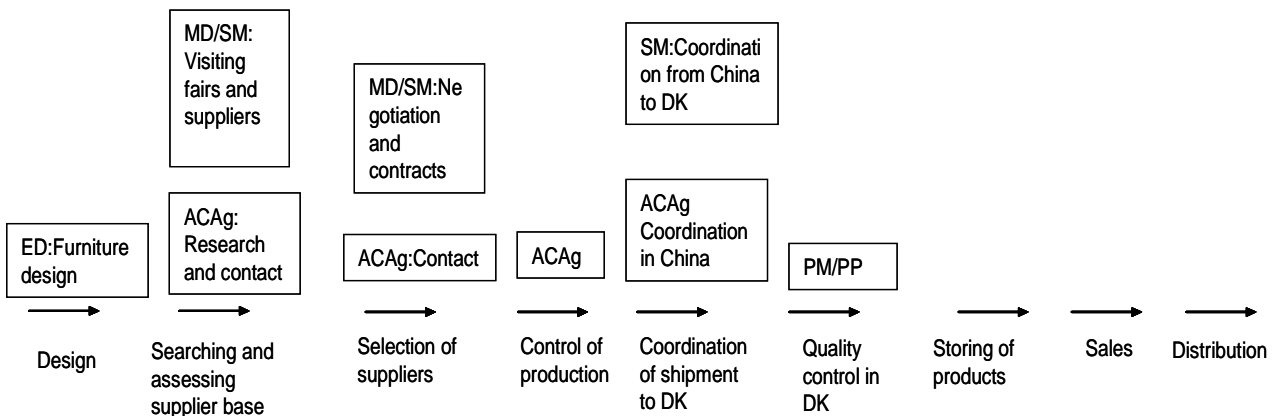 MD/SM:
Visiting
fairs and
suppliers
ACAg:
Research
and contact
ED:Furniture
design
MD/SM:Ne
gotiation
and
contracts
ACAg:Contact
ACAg
SM:Coordinati
on from China
to DK
ACAg
Coordination
in China
PM/PP
Design
Searching and
assessing
supplier base
Selection of
suppliers
Control of
production
Coordination
of shipment
to DK
Quality
control in
DK
Storing of
products
Sales
Distribution